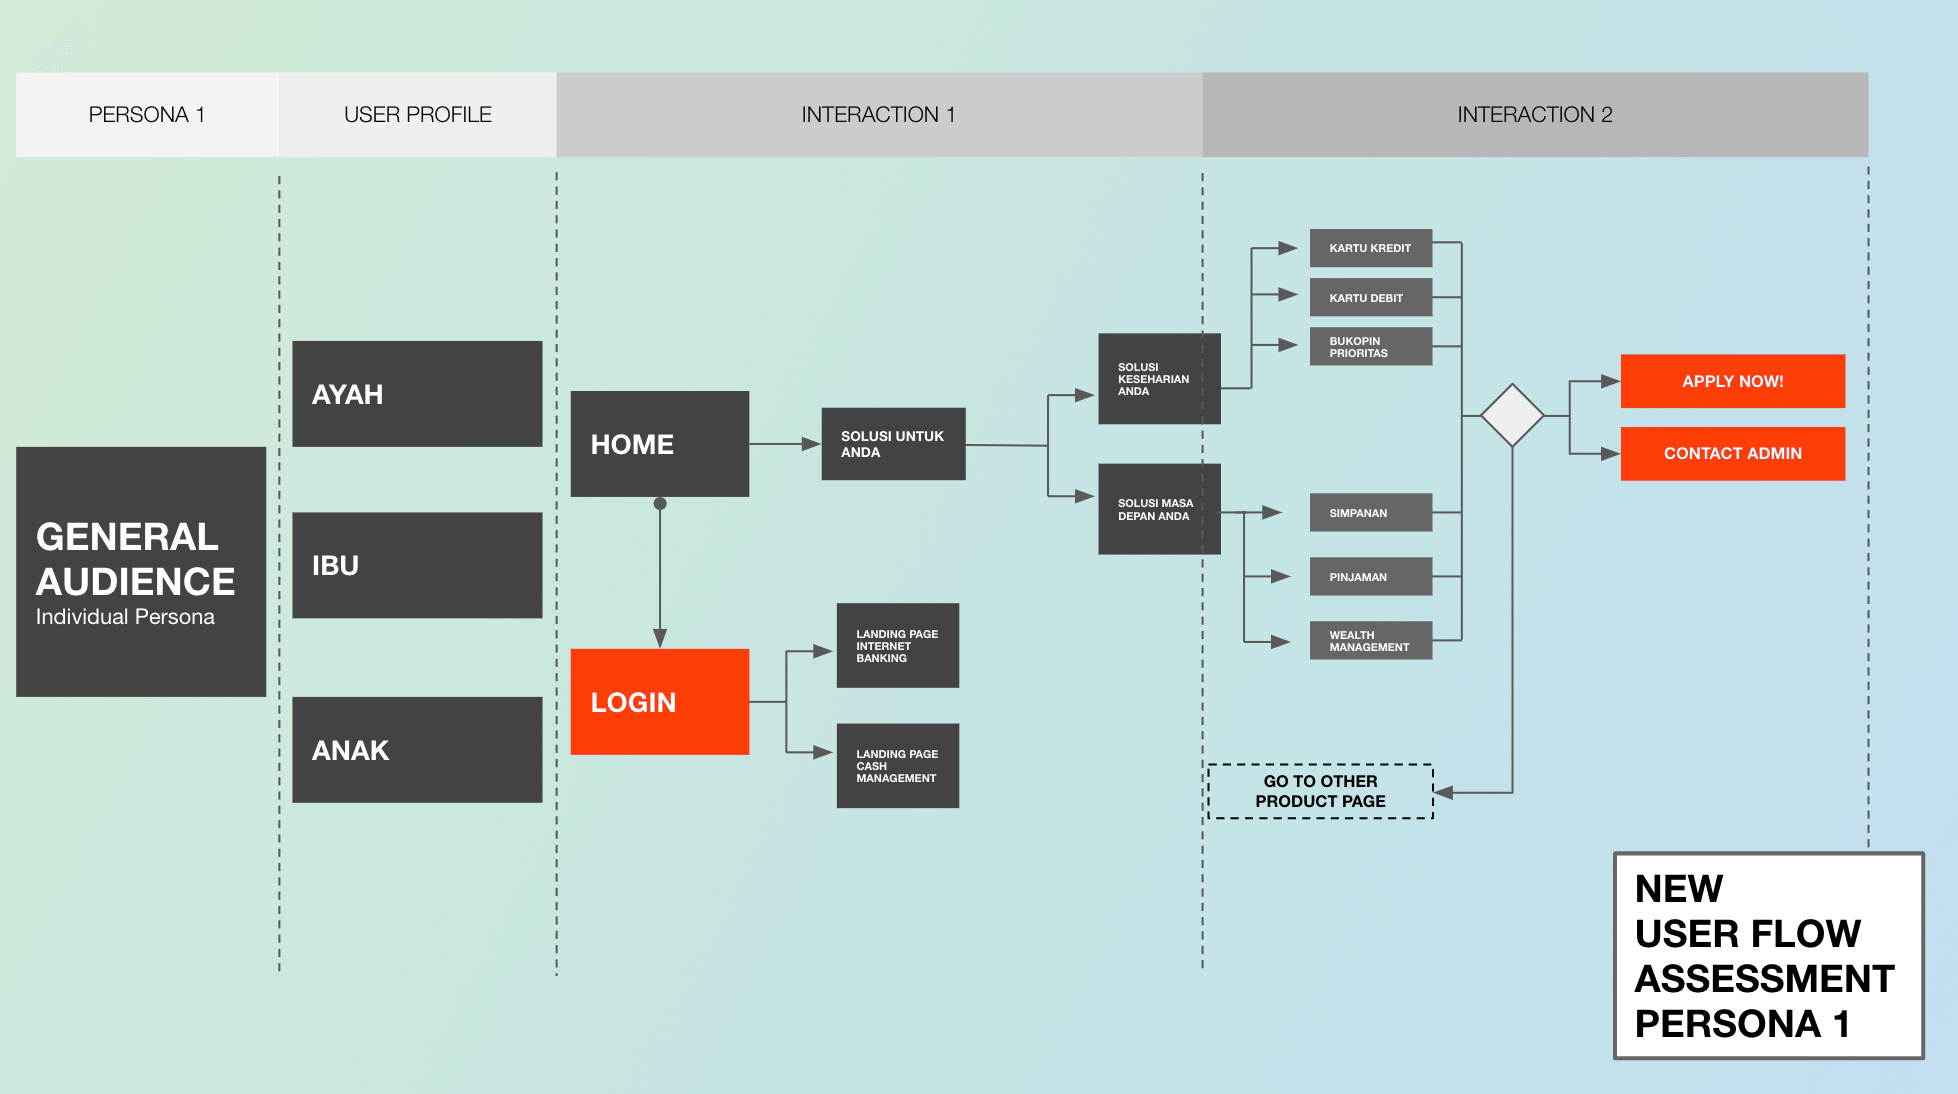 PERSONA 1
USER PROFILE
INTERACTION 1
INTERACTION 2
GENERAL
AUDIENCE
Individual Persona
AYAH
IBU
ANAK
HOME
LOGIN
SOLUSI UNTUK
ANDA
LANDING PAGE
INTERNET
BANKING
LANDING PAGE
CASH
MANAGEMENT
SOLUSI
KESEHARIAN
ANDA
SOLUSI MASA
DEPAN ANDA
KARTU KREDIT
KARTU DEBIT
BUKOPIN
PRIORITAS
SIMPANAN
PINJAMAN
WEALTH
MANAGEMENT
APPLY NOW!
CONTACT ADMIN
GO TO OTHER
PRODUCT PAGE
NEW
USER FLOW
ASSESSMENT
PERSONA 1